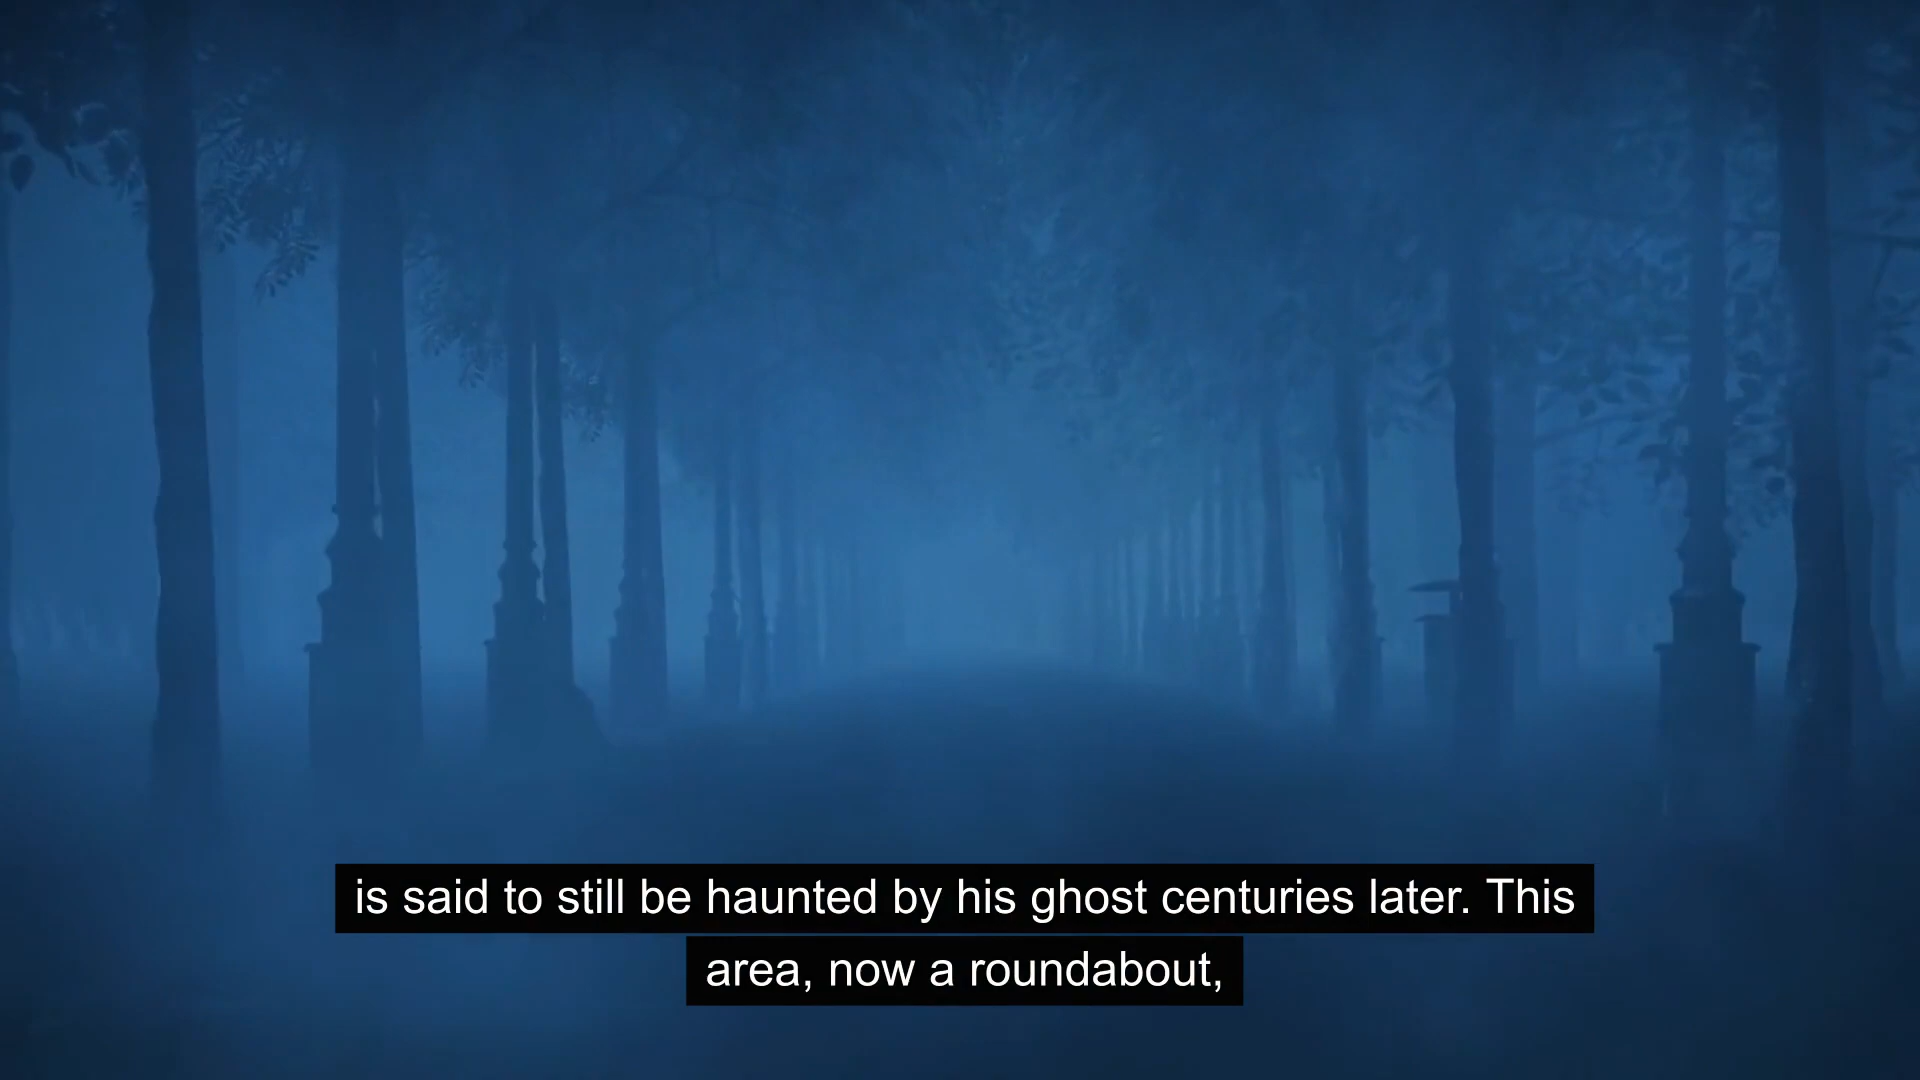 is said to still be haunted by his ghost centuries later. This
area, now a roundabout,